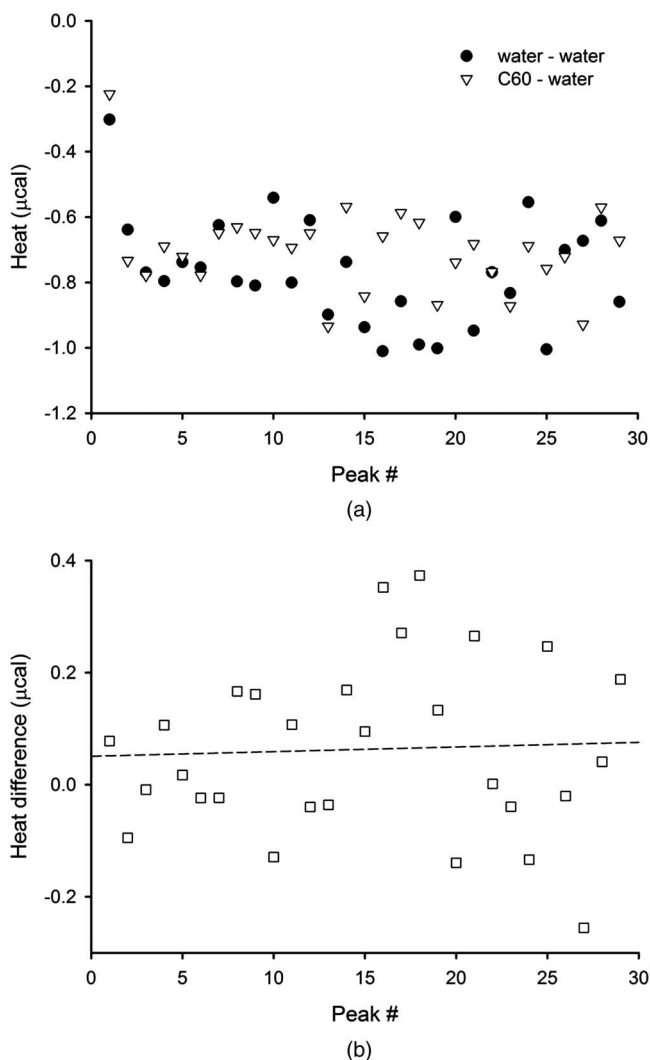 0.0
-0.2
-0.4
-0.6
-0.8
-1.0
-1.2
Heat (μcal)
water - water
C60 - water
0 5 10 15 20 25 30
Peak #
(a)
0.4
0.2
0.0
-0.2
Heat difference (μcal)
0 5 10 15 20 25 30
Peak #
(b)